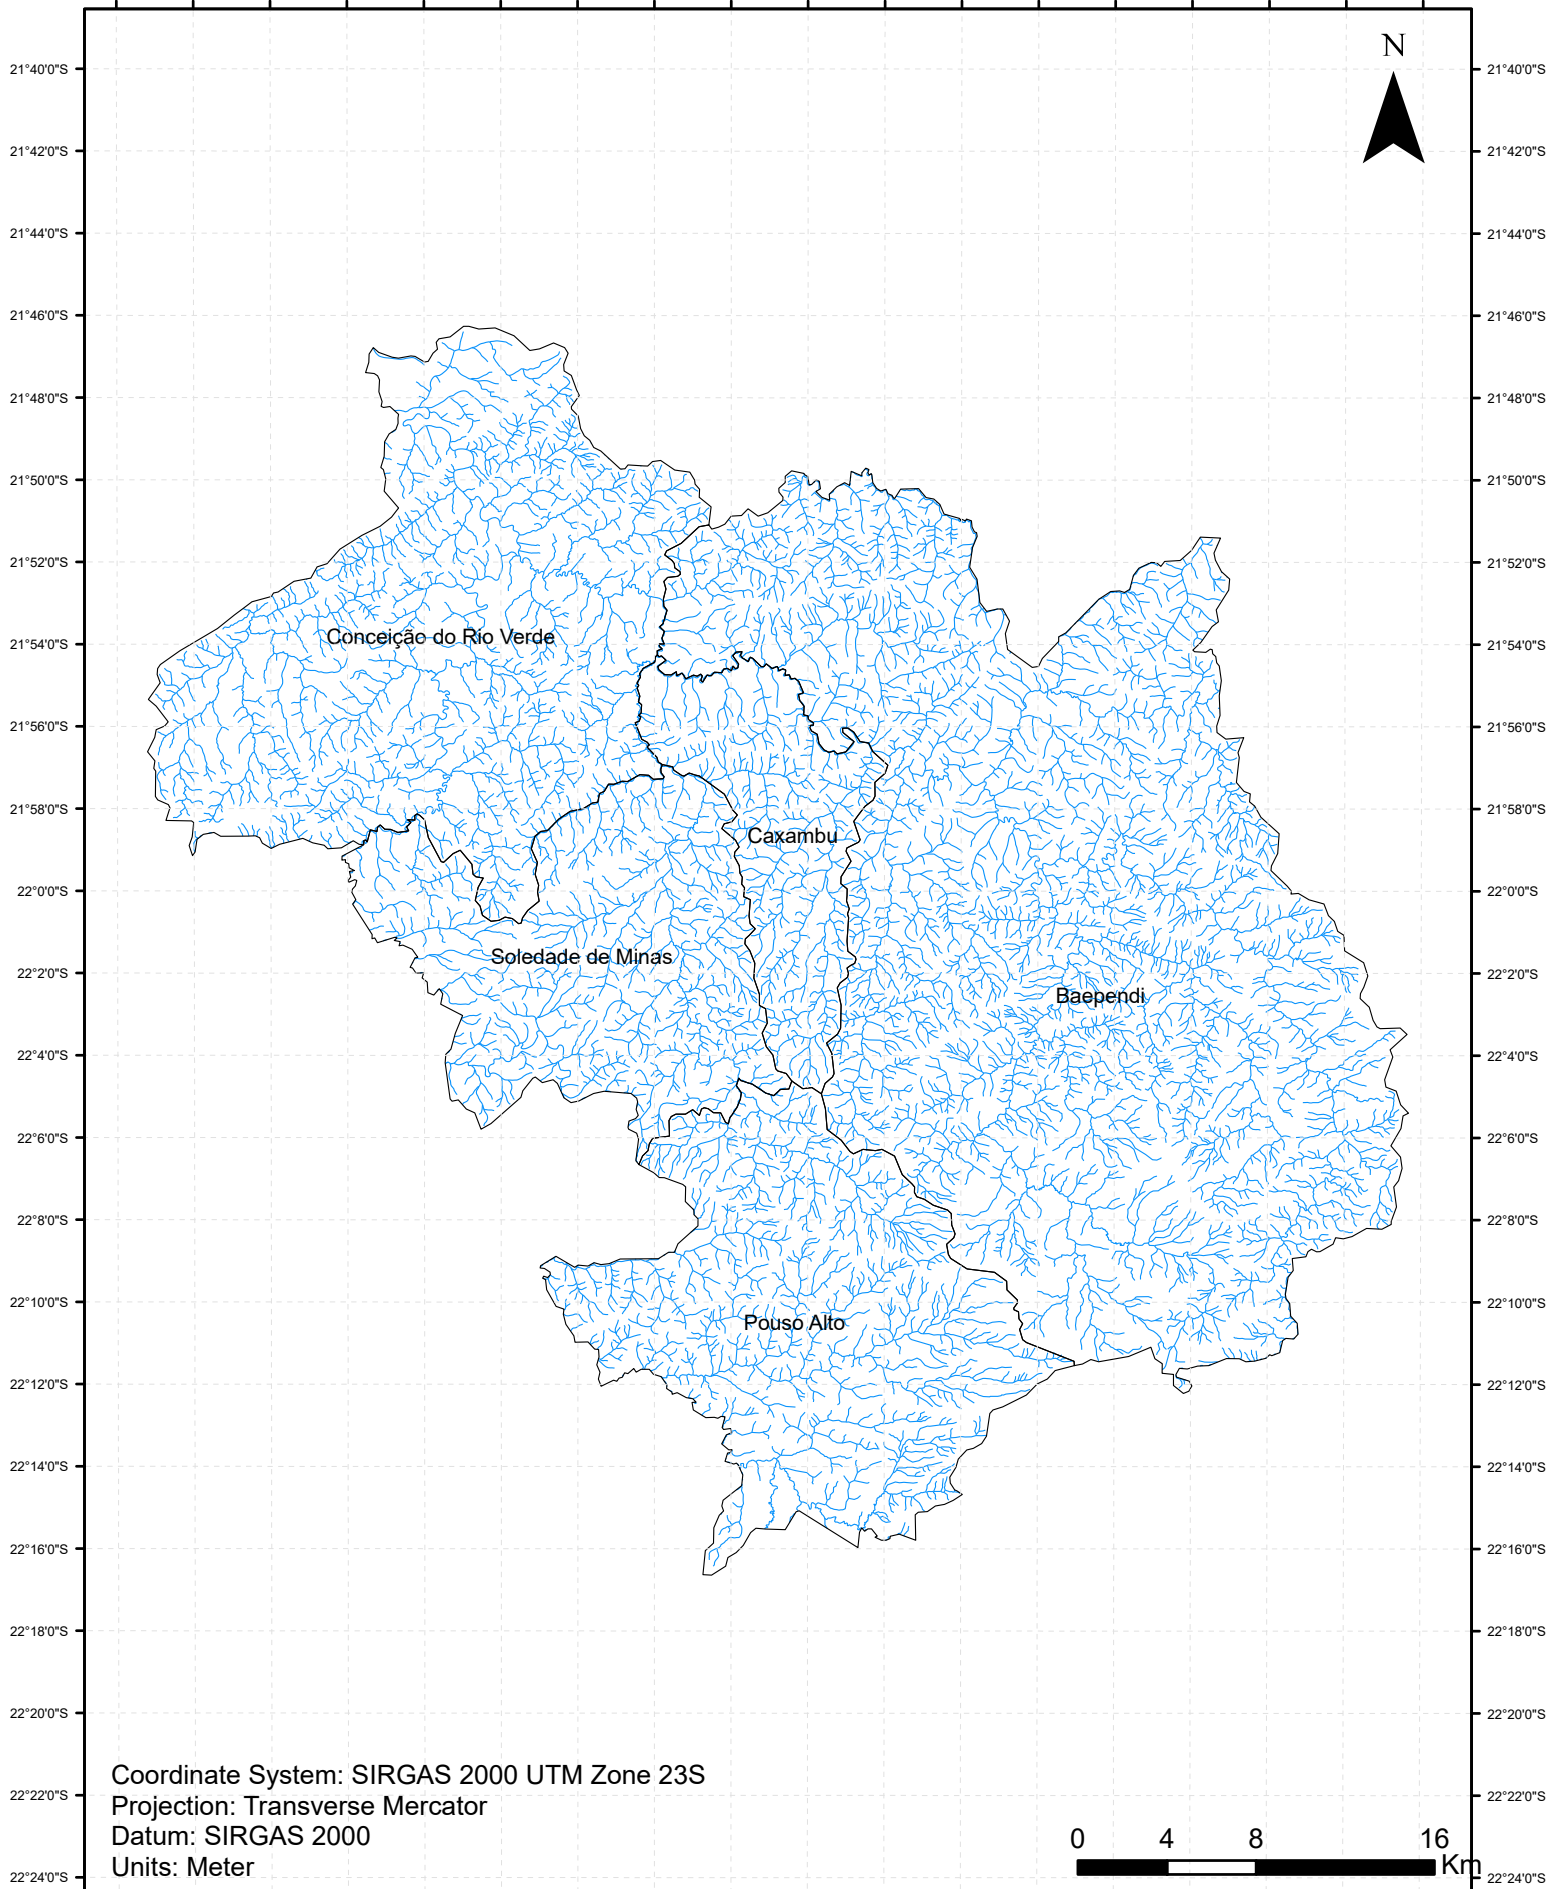 N
21°40'0"S 21°40'0"S
21°42'0"S 21°42'0"S
21°44'0"S 21°44'0"S
21°46'0"S 21°46'0"S
21°48'0"S 21°48'0"S
21°50'0"S 21°50'0"S
21°52'0"S 21°52'0"S
21°54'0"S 21°54'0"S
Conceição do Rio Verde
21°56'0"S 21°56'0"S
21°58'0"S 21°58'0"S
Caxambu
22°0'0"S 22°0'0"S
Soledade de Minas
22°2'0"S 22°2'0"S
Baependi
22°4'0"S 22°4'0"S
22°6'0"S 22°6'0"S
22°8'0"S 22°8'0"S
22°10'0"S 22°10'0"S
Pouso Alto
22°12'0"S 22°12'0"S
22°14'0"S 22°14'0"S
22°16'0"S 22°16'0"S
22°18'0"S 22°18'0"S
22°20'0"S 22°20'0"S
22°22'0"S 22°22'0"S
22°24'0"S 22°24'0"S
Coordinate System: SIRGAS 2000 UTM Zone 23S
Projection: Transverse Mercator
Datum: SIRGAS 2000
Units: Meter
0 4 8 16
Km